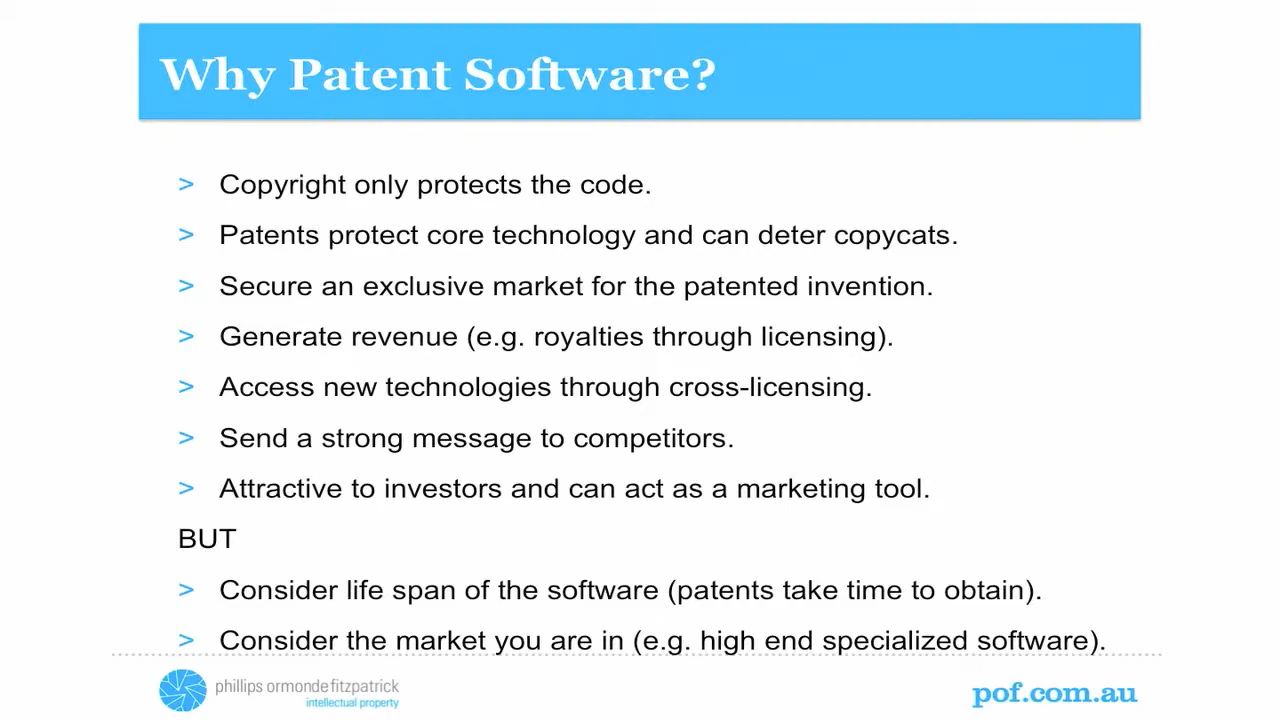 Why Patent Software?
> Copyright only protects the code.
> Patents protect core technology and can deter copycats.
> Secure an exclusive market for the patented invention.
> Generate revenue (e.g. royalties through licensing).
> Access new technologies through cross-licensing.
> Send a strong message to competitors.
> Attractive to investors and can act as a marketing tool.
BUT
> Consider life span of the software (patents take time to obtain).
> Consider the market you are in (e.g. high end specialized software).
phillips ormonde fitzpatrick
intellectual property
pof.com.au